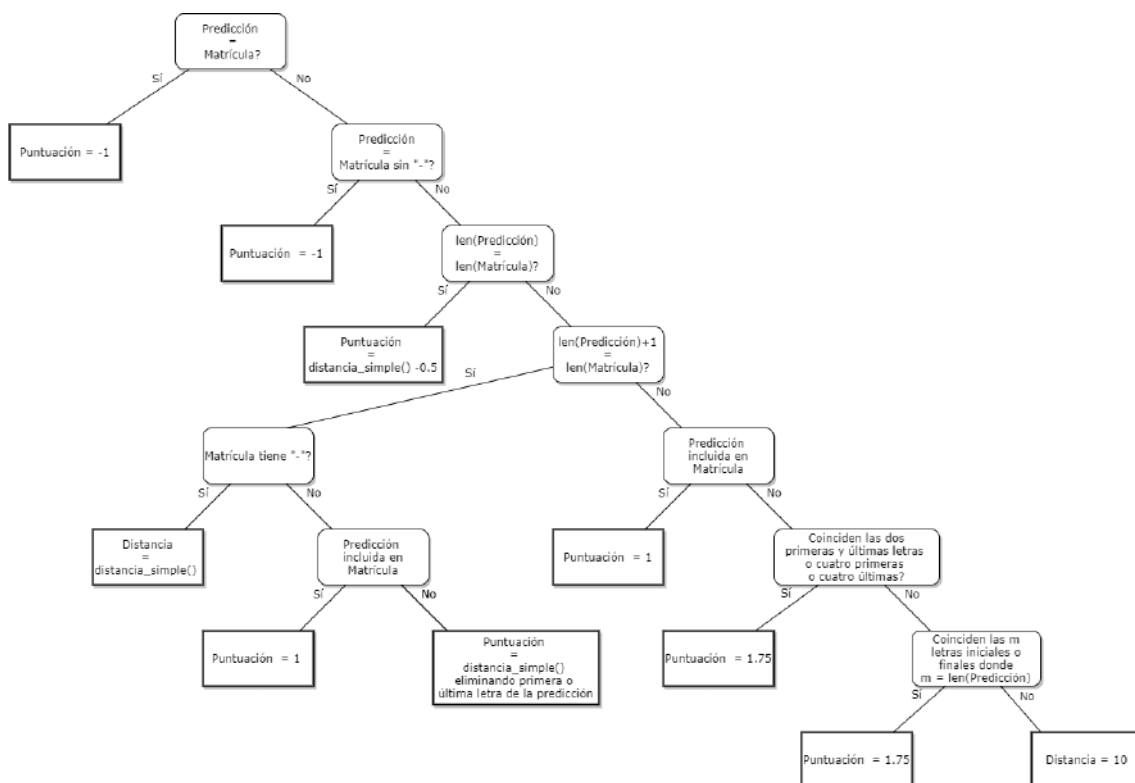 Predicción
=
Matrícula?
Sí
No
Puntuación = -1
Predicción
=
Matrícula sin "-"?
Sí
No
Puntuación = -1
len(Predicción)
=
len(Matrícula)?
Sí
No
Puntuación
=
distancia_simple() -0.5
len(Predicción)+1
=
len(Matrícula)?
Sí
No
Matrícula tiene "-"?
Sí
No
Predicción
incluida en
Matrícula
Sí
No
Distancia
=
distancia_simple()
Predicción
incluida en
Matrícula
Sí
No
Puntuación = 1
Coinciden las dos
primeras y últimas letras
o cuatro primeras
o cuatro últimas?
Sí
No
Puntuación = 1
Puntuación
=
distancia_simple()
eliminando primera o
última letra de la predicción
Puntuación = 1.75
Coinciden las m
letras iniciales o
finales donde
m = len(Predicción)
Sí
No
Puntuación = 1.75
Distancia = 10